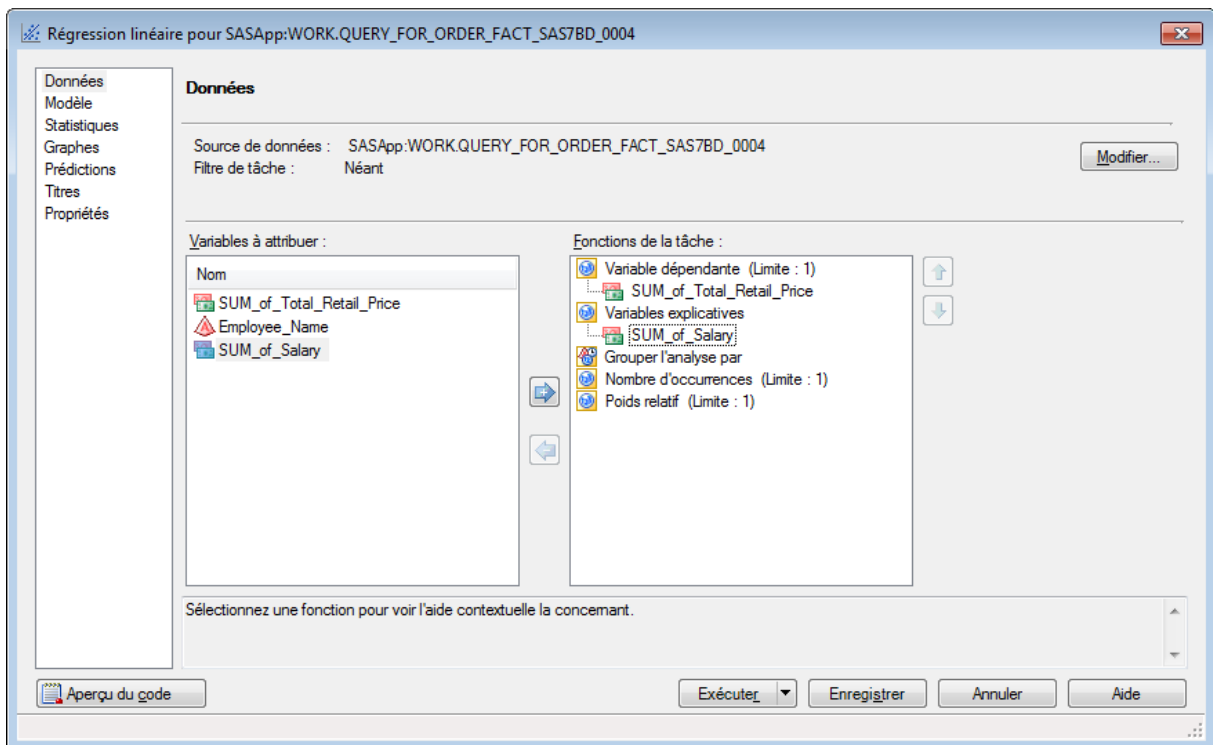 Régression linéaire pour SASApp:WORK.QUERY_FOR_ORDER_FACT_SAS7BD_0004
Données
Modèle
Statistiques
Graphes
Prédictions
Titres
Propriétés
Données
Source de données : SASApp:WORK.QUERY_FOR_ORDER_FACT_SAS7BD_0004
Filtre de tâche : Néant
Modifier...
Variables à attribuer :
Nom
SUM_of_Total_Retail_Price
Employee_Name
SUM_of_Salary
Fonctions de la tâche :
Variable dépendante (Limite : 1)
SUM_of_Total_Retail_Price
Variables explicatives
SUM_of_Salary
Grouper l'analyse par
Nombre d'occurrences (Limite : 1)
Poids relatif (Limite : 1)
Sélectionnez une fonction pour voir l'aide contextuelle la concernant.
Aperçu du code
Exécuter
Enregistrer
Annuler
Aide